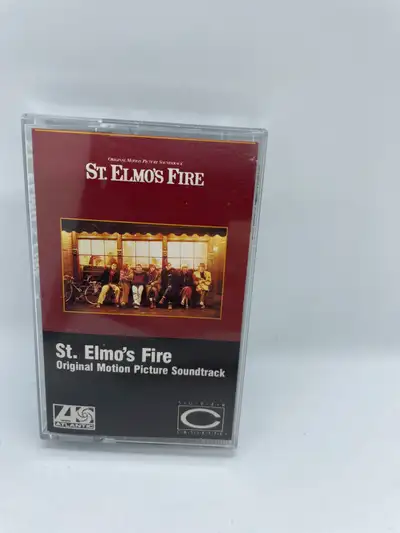 Original Motion Picture Soundtrack
St. Elmo's Fire
St. Elmo's Fire
Original Motion Picture Soundtrack
ATLANTIC
C